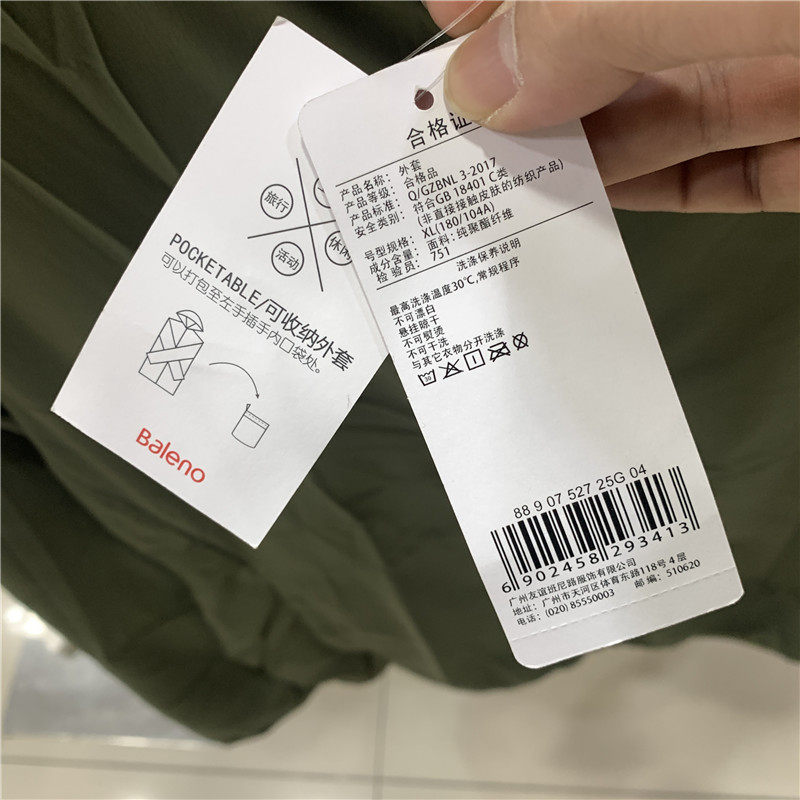 旅行
活动
休闲
POCKETABLE/可收纳外套
可以打包至左手插手内口袋处。
Baleno
合格证
产品名称: 外套
产品等级: 合格品
产品标准: Q/GZBNL 3-2017
安全类别: 符合GB 18401 C类
(非直接接触皮肤的纺织产品)
号型规格: XL(180/104A)
成分含量: 面料: 纯聚酯纤维
检验员: 751
洗涤保养说明
最高洗涤温度30℃,常规程序
不可漂白
悬挂晾干
不可熨烫
不可干洗
与其它衣物分开洗涤
88 9 07 527 25G 04
6 902458 293413
广州友谊班尼路服饰有限公司
地址: 广州市天河区体育东路118号4层
电话: (020) 85550003 邮编: 510620